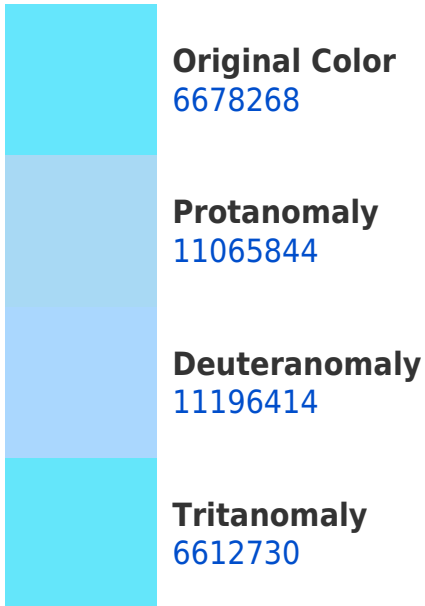 Original Color
6678268
Protanomaly
11065844
Deuteranomaly
11196414
Tritanomaly
6612730